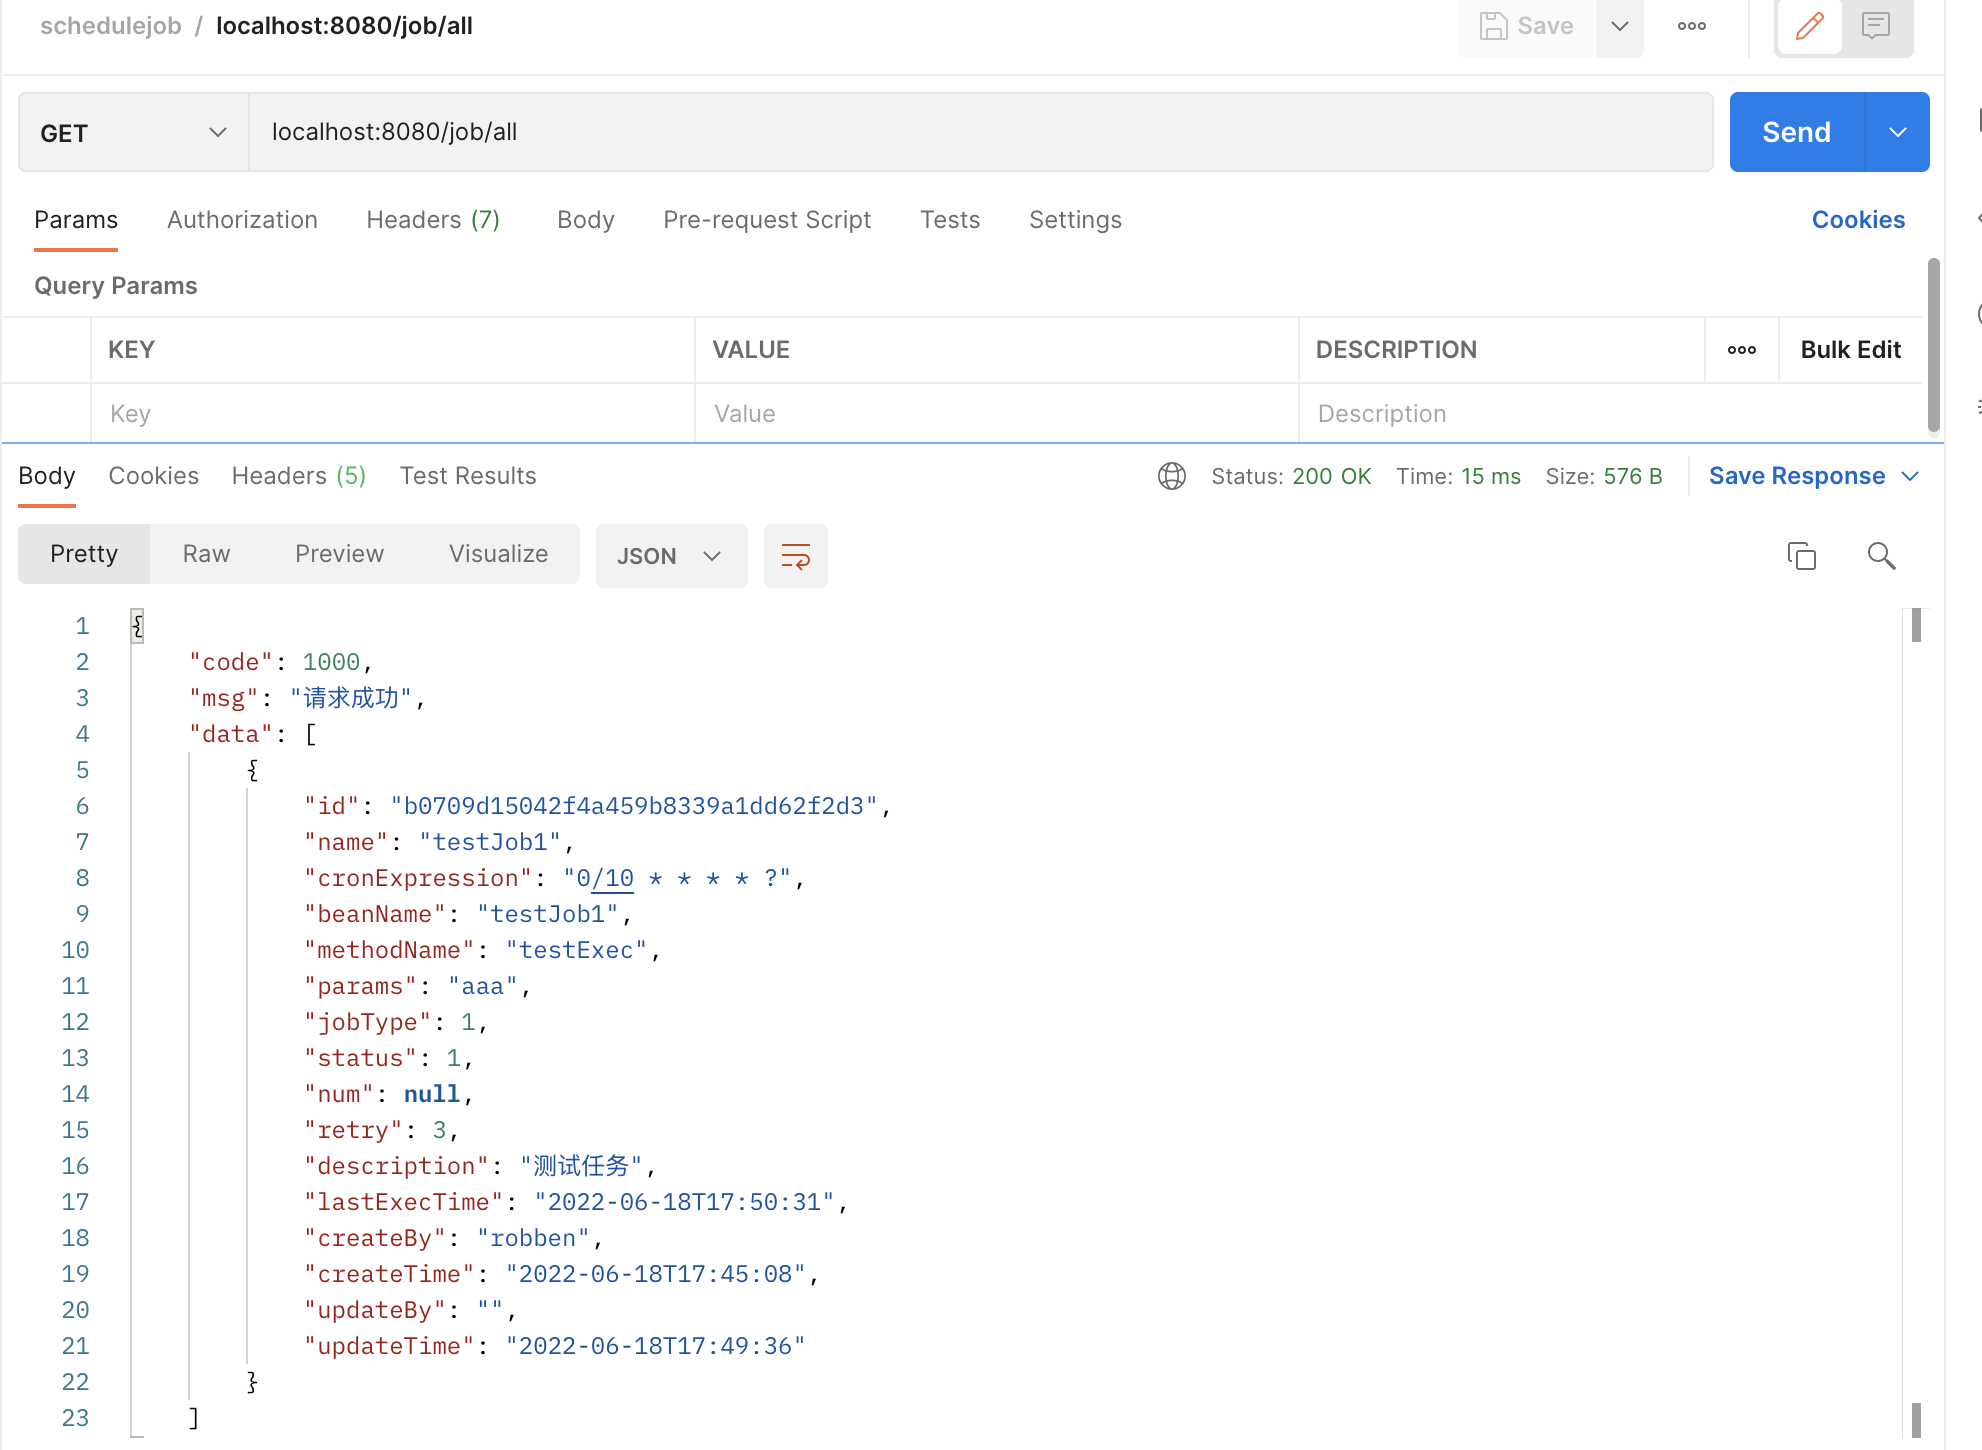 schedulejob / localhost:8080/job/all
Save
GET localhost:8080/job/all Send
Params Authorization Headers (7) Body Pre-request Script Tests Settings Cookies
Query Params
KEY VALUE DESCRIPTION Bulk Edit
Key Value Description
Body Cookies Headers (5) Test Results Status: 200 OK Time: 15 ms Size: 576 B Save Response
Pretty Raw Preview Visualize JSON
1 {
2 "code": 1000,
3 "msg": "请求成功",
4 "data": [
5 {
6 "id": "b0709d15042f4a459b8339a1dd62f2d3",
7 "name": "testJob1",
8 "cronExpression": "0/10 * * * * ?",
9 "beanName": "testJob1",
10 "methodName": "testExec",
11 "params": "aaa",
12 "jobType": 1,
13 "status": 1,
14 "num": null,
15 "retry": 3,
16 "description": "测试任务",
17 "lastExecTime": "2022-06-18T17:50:31",
18 "createBy": "robben",
19 "createTime": "2022-06-18T17:45:08",
20 "updateBy": "",
21 "updateTime": "2022-06-18T17:49:36"
22 }
23 ]